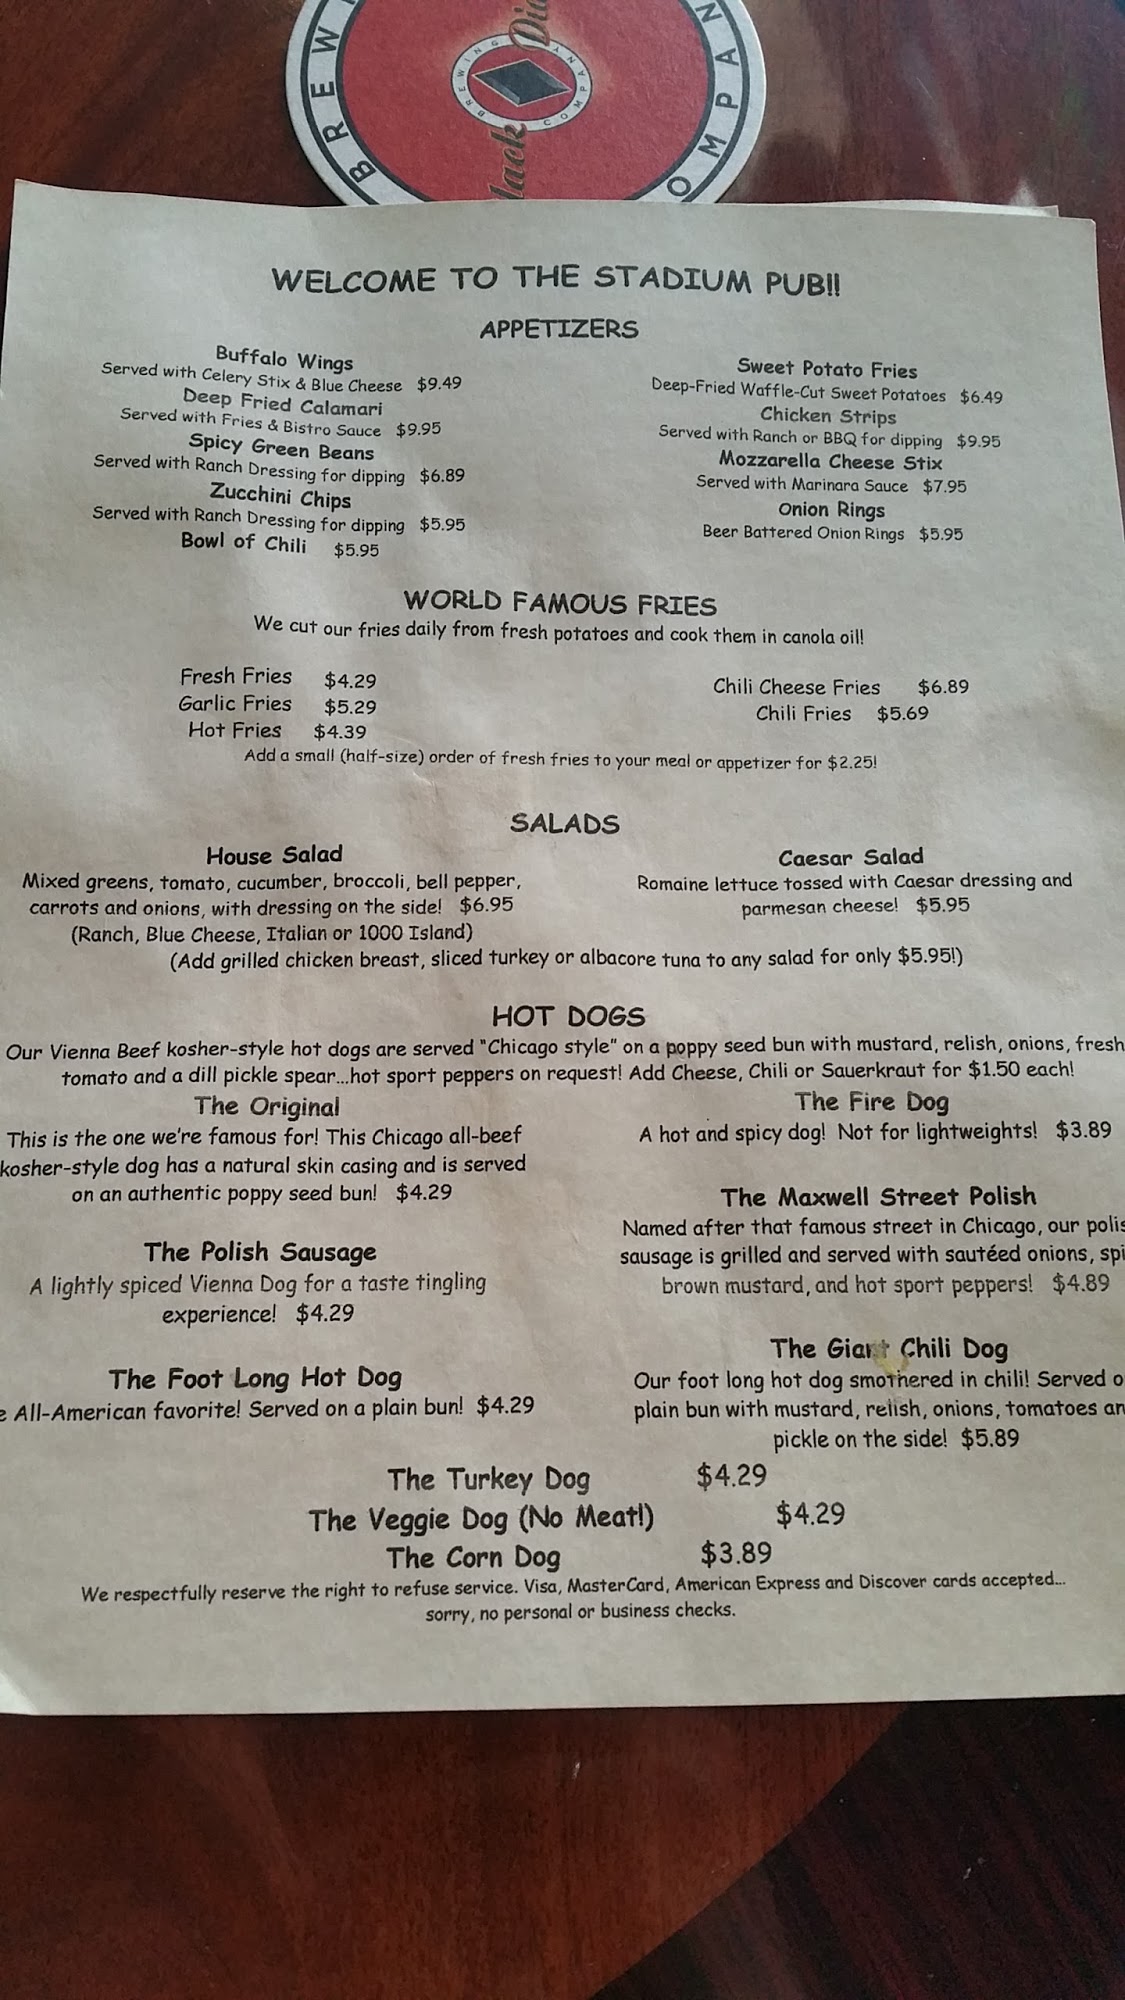 BREW
OMPAN
lack Dia
BREWING
COMPANY
WELCOME TO THE STADIUM PUB!!
APPETIZERS
Buffalo Wings
Served with Celery Stix & Blue Cheese $9.49
Deep Fried Calamari
Served with Fries & Bistro Sauce $9.95
Spicy Green Beans
Served with Ranch Dressing for dipping $6.89
Zucchini Chips
Served with Ranch Dressing for dipping $5.95
Bowl of Chili $5.95
Sweet Potato Fries
Deep-Fried Waffle-Cut Sweet Potatoes $6.49
Chicken Strips
Served with Ranch or BBQ for dipping $9.95
Mozzarella Cheese Stix
Served with Marinara Sauce $7.95
Onion Rings
Beer Battered Onion Rings $5.95
WORLD FAMOUS FRIES
We cut our fries daily from fresh potatoes and cook them in canola oil!
Fresh Fries $4.29
Garlic Fries $5.29
Hot Fries $4.39
Chili Cheese Fries $6.89
Chili Fries $5.69
Add a small (half-size) order of fresh fries to your meal or appetizer for $2.25!
SALADS
House Salad
Mixed greens, tomato, cucumber, broccoli, bell pepper,
carrots and onions, with dressing on the side! $6.95
(Ranch, Blue Cheese, Italian or 1000 Island)
Caesar Salad
Romaine lettuce tossed with Caesar dressing and
parmesan cheese! $5.95
(Add grilled chicken breast, sliced turkey or albacore tuna to any salad for only $5.95!)
HOT DOGS
Our Vienna Beef kosher-style hot dogs are served "Chicago style" on a poppy seed bun with mustard, relish, onions, fresh
tomato and a dill pickle spear...hot sport peppers on request! Add Cheese, Chili or Sauerkraut for $1.50 each!
The Original
This is the one we're famous for! This Chicago all-beef
kosher-style dog has a natural skin casing and is served
on an authentic poppy seed bun! $4.29
The Polish Sausage
A lightly spiced Vienna Dog for a taste tingling
experience! $4.29
The Foot Long Hot Dog
e All-American favorite! Served on a plain bun! $4.29
The Fire Dog
A hot and spicy dog! Not for lightweights! $3.89
The Maxwell Street Polish
Named after that famous street in Chicago, our polis
sausage is grilled and served with sautéed onions, spi
brown mustard, and hot sport peppers! $4.89
The Giant Chili Dog
Our foot long hot dog smothered in chili! Served o
plain bun with mustard, relish, onions, tomatoes an
pickle on the side! $5.89
The Turkey Dog $4.29
The Veggie Dog (No Meat!) $4.29
The Corn Dog $3.89
We respectfully reserve the right to refuse service. Visa, MasterCard, American Express and Discover cards accepted...
sorry, no personal or business checks.